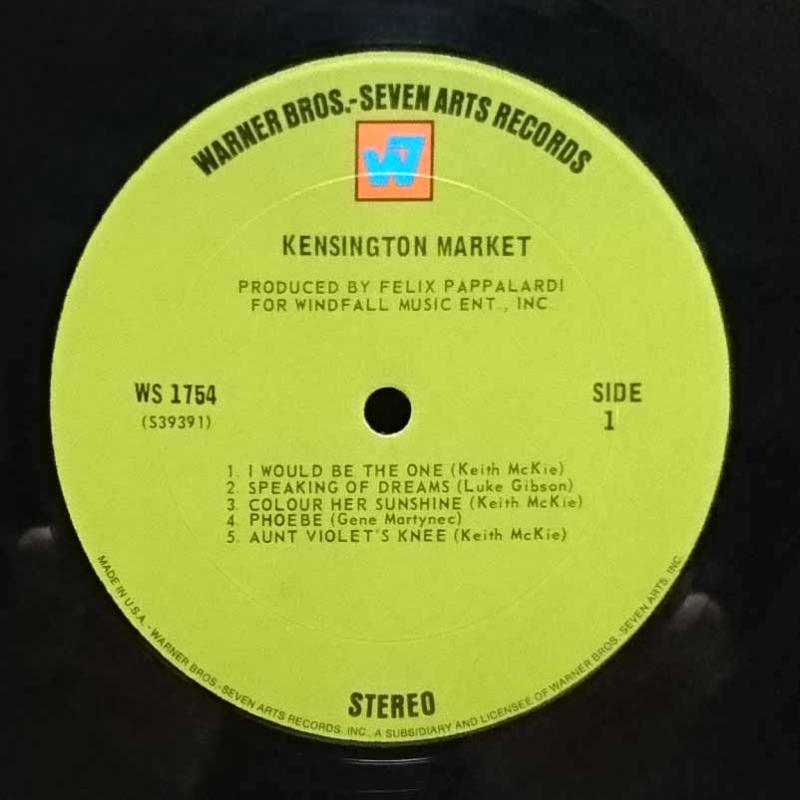 WARNER BROS.-SEVEN ARTS RECORDS
W7
KENSINGTON MARKET
PRODUCED BY FELIX PAPPALARDI
FOR WINDFALL MUSIC ENT., INC
WS 1754
(S39391)
SIDE
1
1. I WOULD BE THE ONE (Keith McKie)
2. SPEAKING OF DREAMS (Luke Gibson)
3. COLOUR HER SUNSHINE (Keith McKie)
4. PHOEBE (Gene Martynec)
5. AUNT VIOLET'S KNEE (Keith McKie)
STEREO
MADE IN U.S.A. - WARNER BROS.-SEVEN ARTS RECORDS, INC., A SUBSIDIARY AND LICENSEE OF WARNER BROS.-SEVEN ARTS, INC.